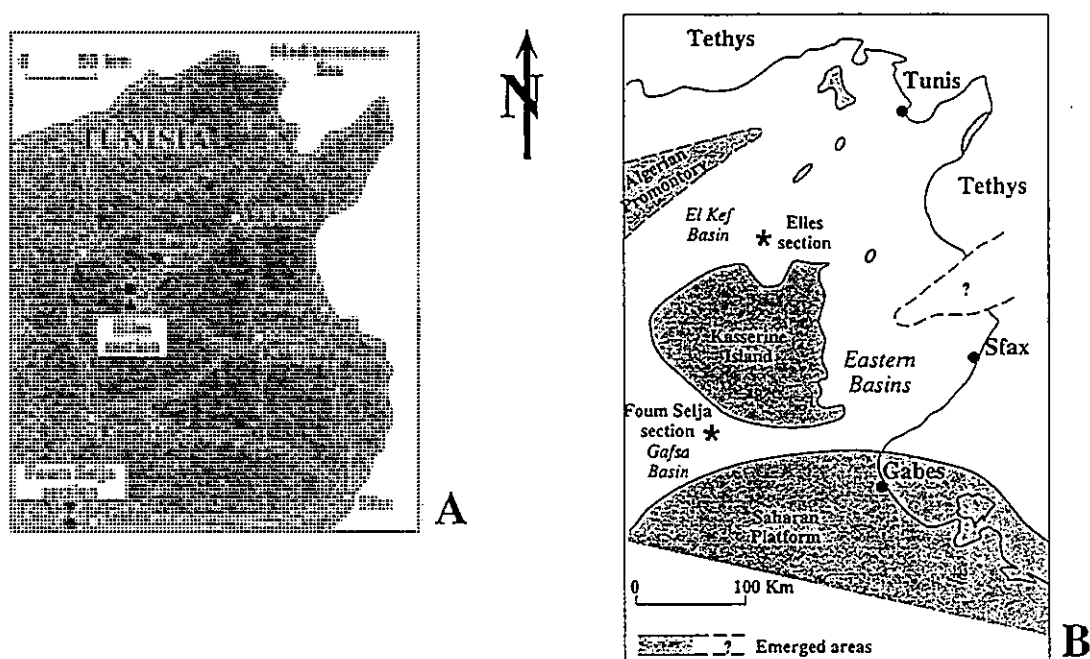 TUNISIA
A
N
B
Tethys
Tunis
Algerian
Promontory
Tethys
El Kef
Basin
Elles
section
?
Kasserine
Island
Sfax
Eastern
Basins
Foum Selja
section
Gafsa
Basin
Gabes
Saharan
Platform
0 100 Km
? Emerged areas